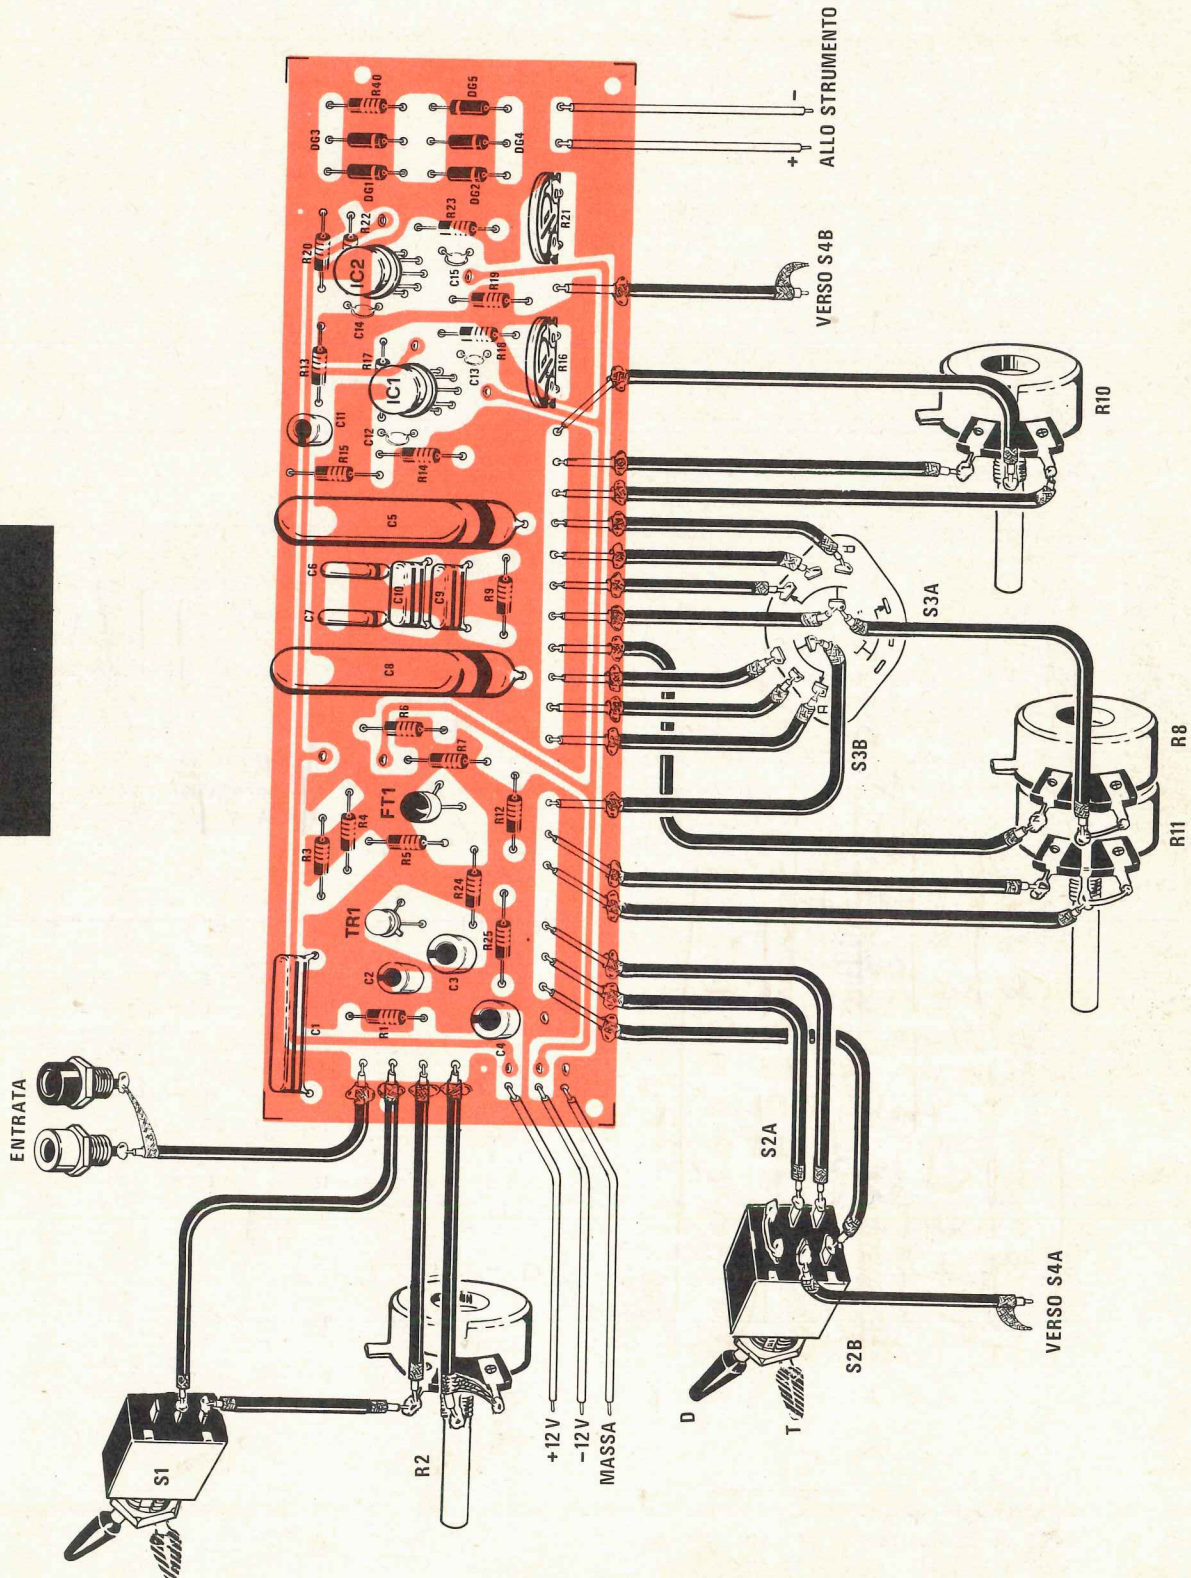 ENTRATA
S1
R2
+12 V
-12 V
MASSA
C1
R1
C2
C3
C4
TR1
R25
R24
R3
R4
R5
FT1
R12
R7
R6
C8
C7
C6
C10
C9
R9
C5
R15
C11
R14
C12
R13
R17
IC1
C13
R18
R16
C14
IC2
R20
R22
R19
C15
R23
R21
DG1
DG2
DG3
DG4
R40
DG5
+
-
ALLO STRUMENTO
VERSO S4B
R10
S3A
S3B
R8
R11
S2A
S2B
D
T
VERSO S4A